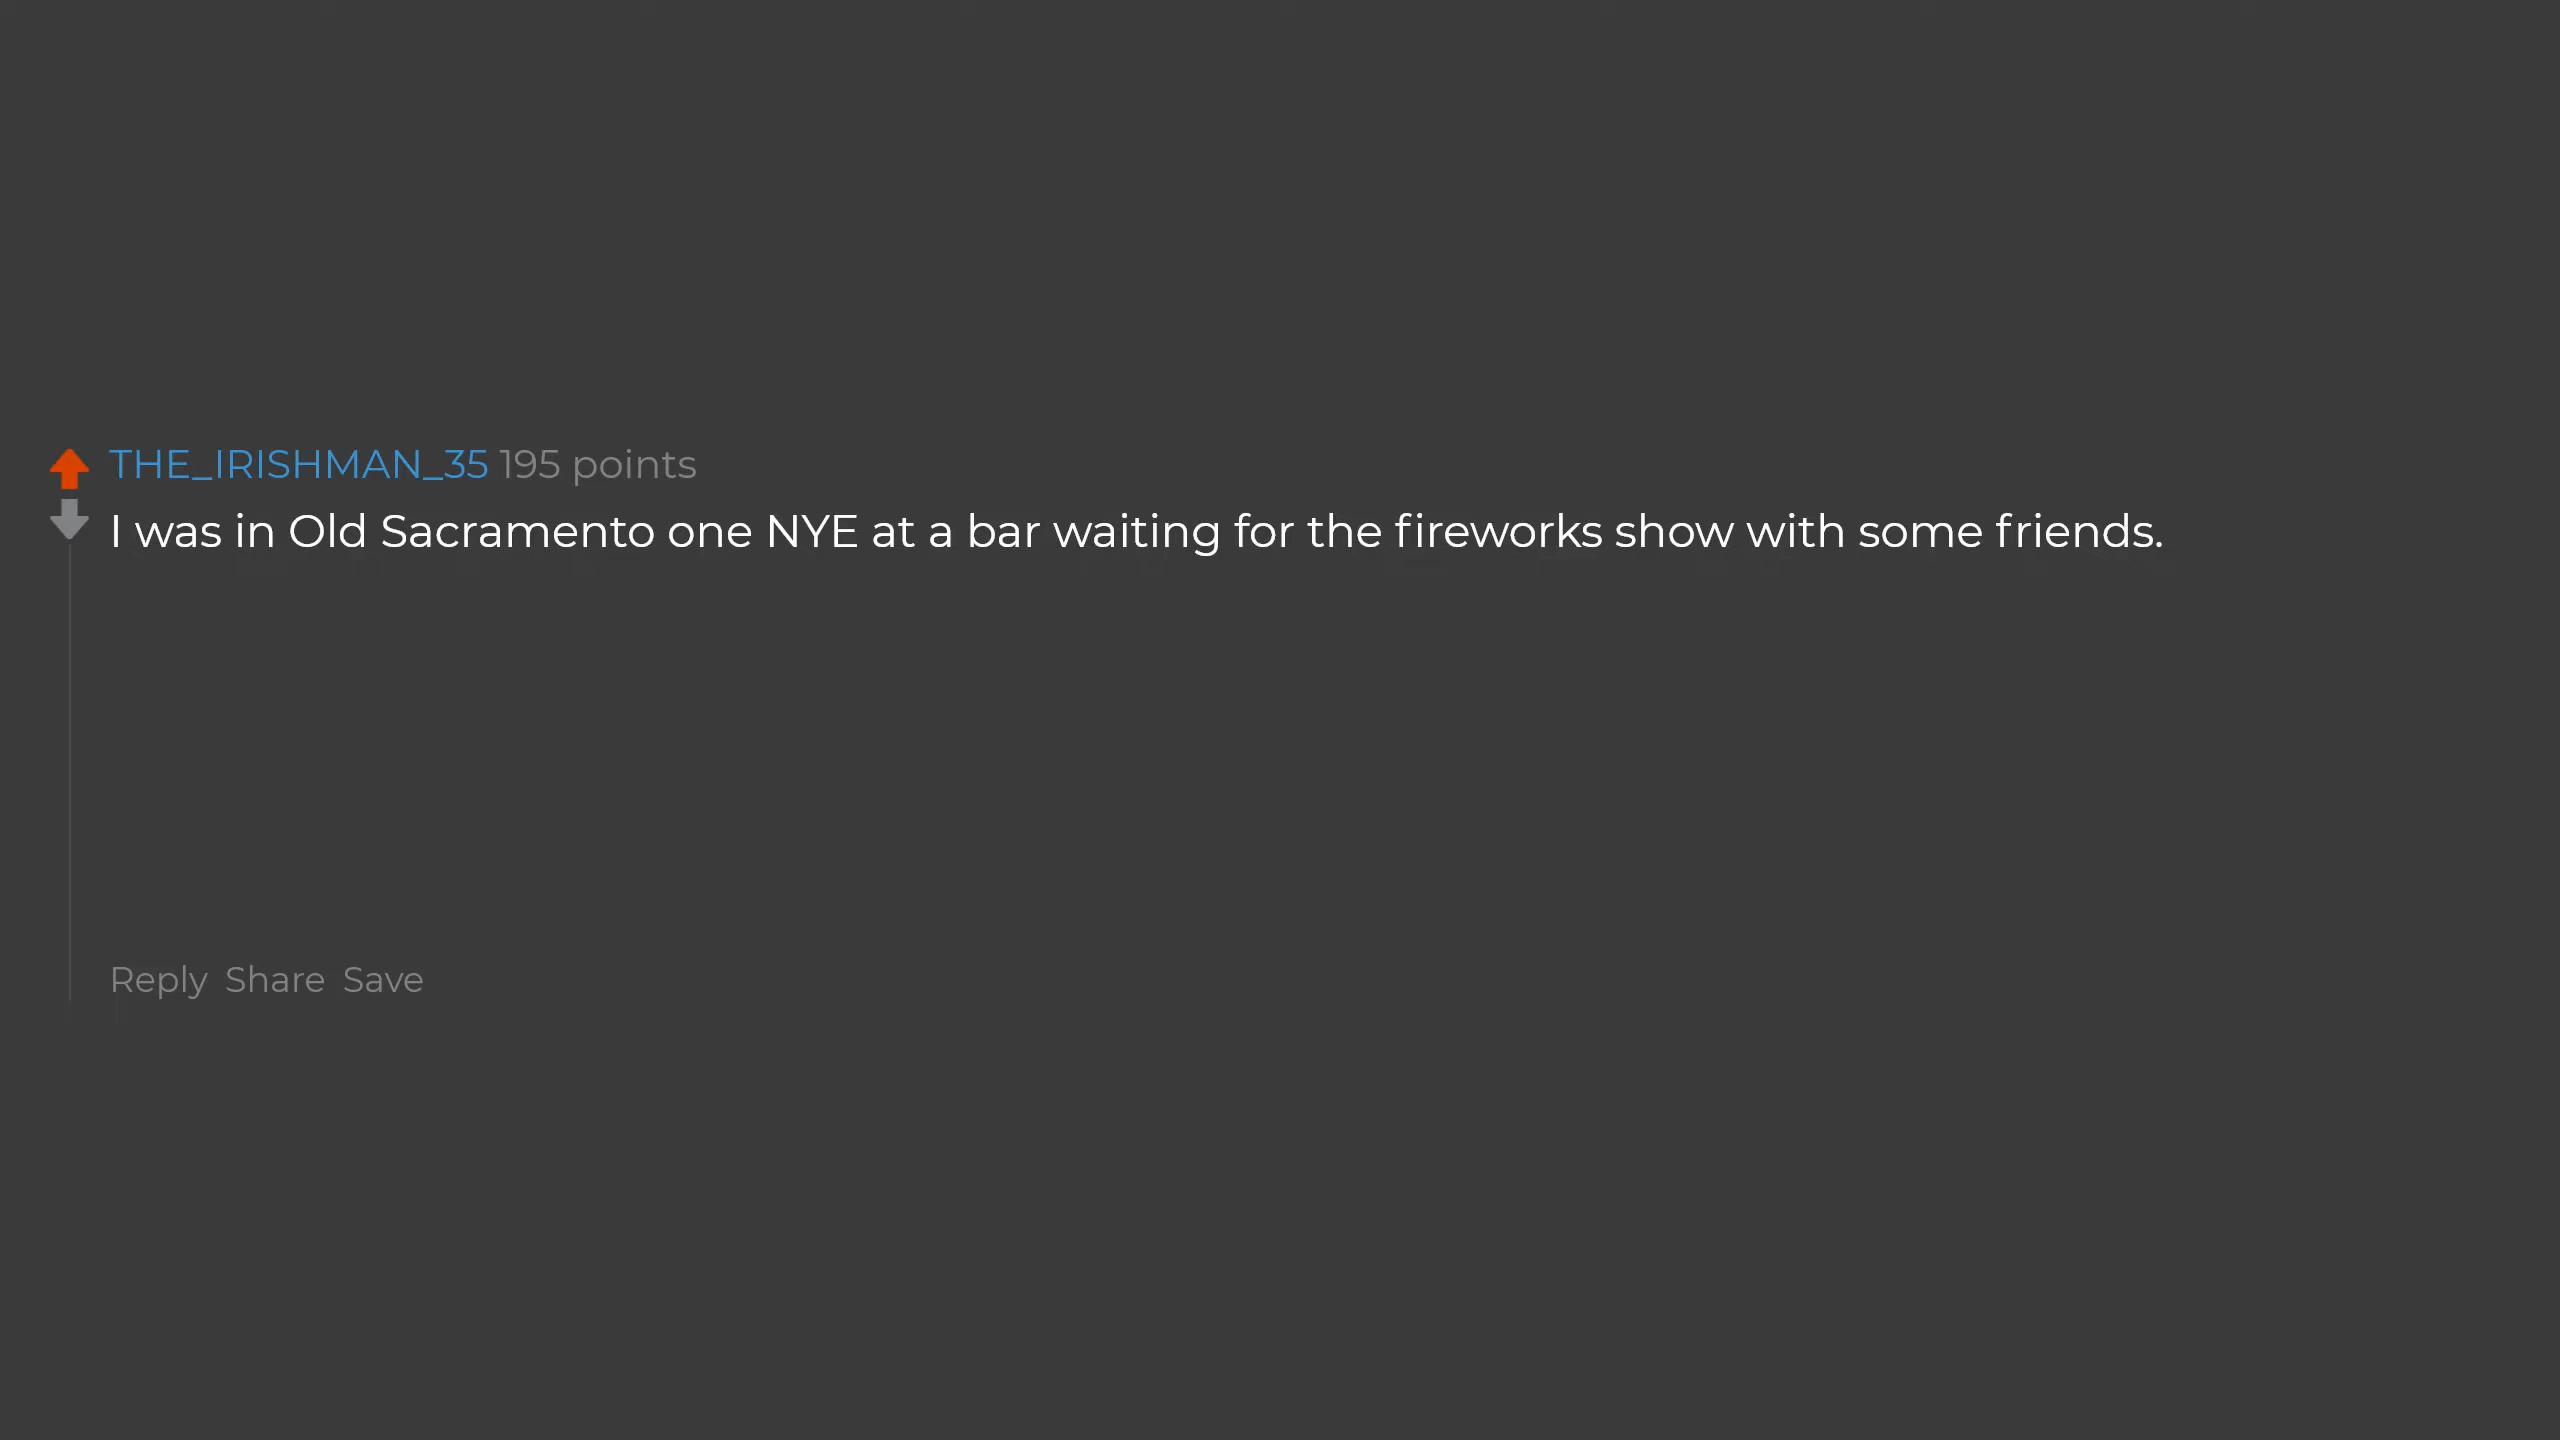 THE_IRISHMAN_35 195 points
I was in Old Sacramento one NYE at a bar waiting for the fireworks show with some friends.
Reply Share Save